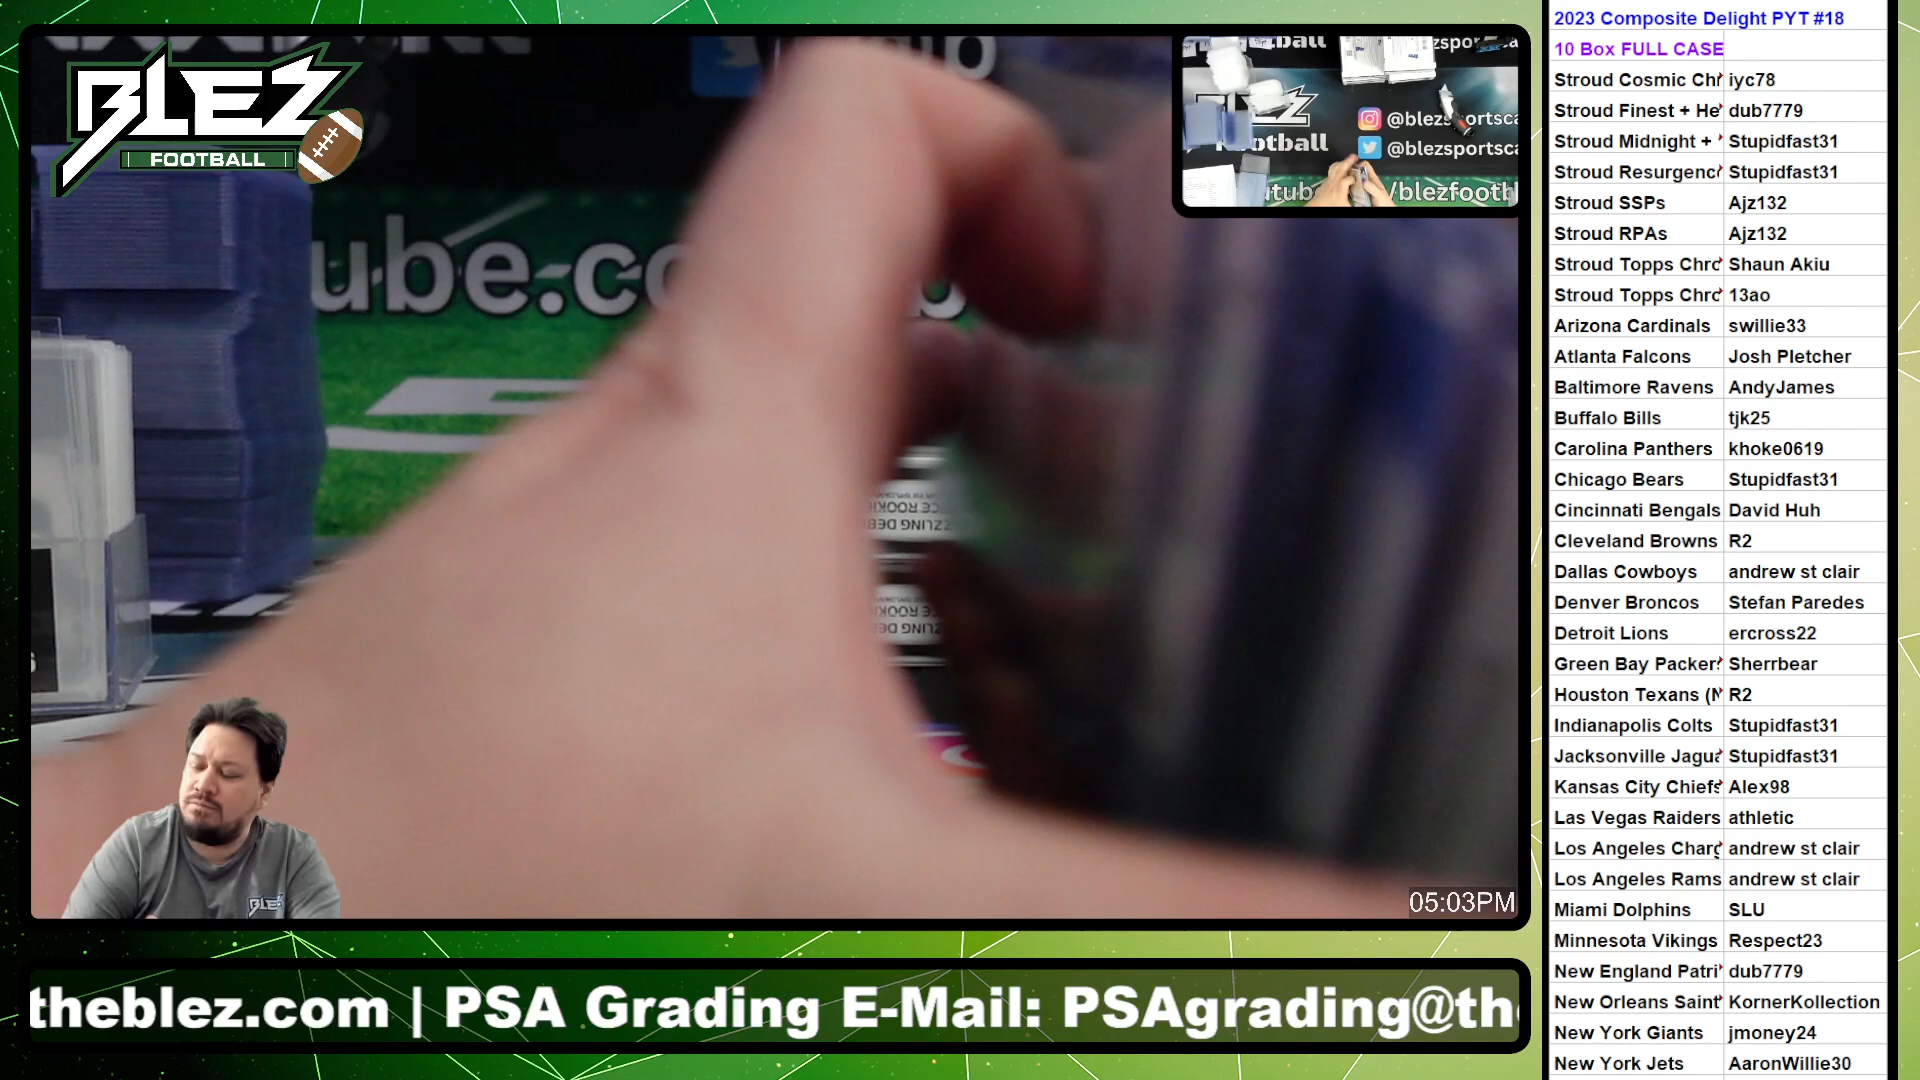 BLEZ
FOOTBALL
ube.co
@blezsportsca
@blezsportsca
Football
/blezfootb
05:03PM
BLEZ
theblez.com | PSA Grading E-Mail: PSAgrading@th
2023 Composite Delight PYT #18
10 Box FULL CASE
Stroud Cosmic Ch iyc78
Stroud Finest + He dub7779
Stroud Midnight + Stupidfast31
Stroud Resurgenc Stupidfast31
Stroud SSPs Ajz132
Stroud RPAs Ajz132
Stroud Topps Chro Shaun Akiu
Stroud Topps Chro 13ao
Arizona Cardinals swillie33
Atlanta Falcons Josh Pletcher
Baltimore Ravens AndyJames
Buffalo Bills tjk25
Carolina Panthers khoke0619
Chicago Bears Stupidfast31
Cincinnati Bengals David Huh
Cleveland Browns R2
Dallas Cowboys andrew st clair
Denver Broncos Stefan Paredes
Detroit Lions ercross22
Green Bay Packer Sherrbear
Houston Texans (N R2
Indianapolis Colts Stupidfast31
Jacksonville Jagua Stupidfast31
Kansas City Chiefs Alex98
Las Vegas Raiders athletic
Los Angeles Charg andrew st clair
Los Angeles Rams andrew st clair
Miami Dolphins SLU
Minnesota Vikings Respect23
New England Patri dub7779
New Orleans Saint KornerKollection
New York Giants jmoney24
New York Jets AaronWillie30